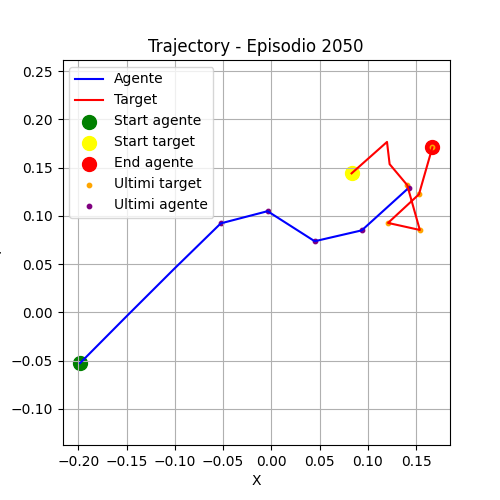 Trajectory - Episodio 2050
Agente
Target
Start agente
Start target
End agente
Ultimi target
Ultimi agente
0.25
0.20
0.15
0.10
0.05
0.00
−0.05
−0.10
−0.20 −0.15 −0.10 −0.05 0.00 0.05 0.10 0.15
X